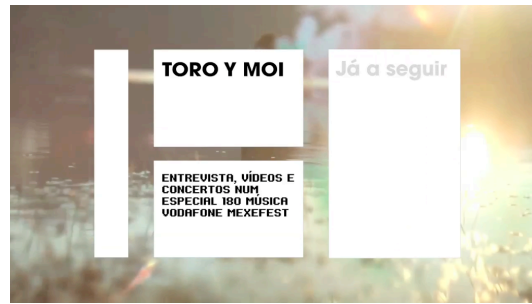 TORO Y MOI
Já a seguir
ENTREVISTA, VÍDEOS E
CONCERTOS NUM
ESPECIAL 180 MÚSICA
VODAFONE MEXEFEST